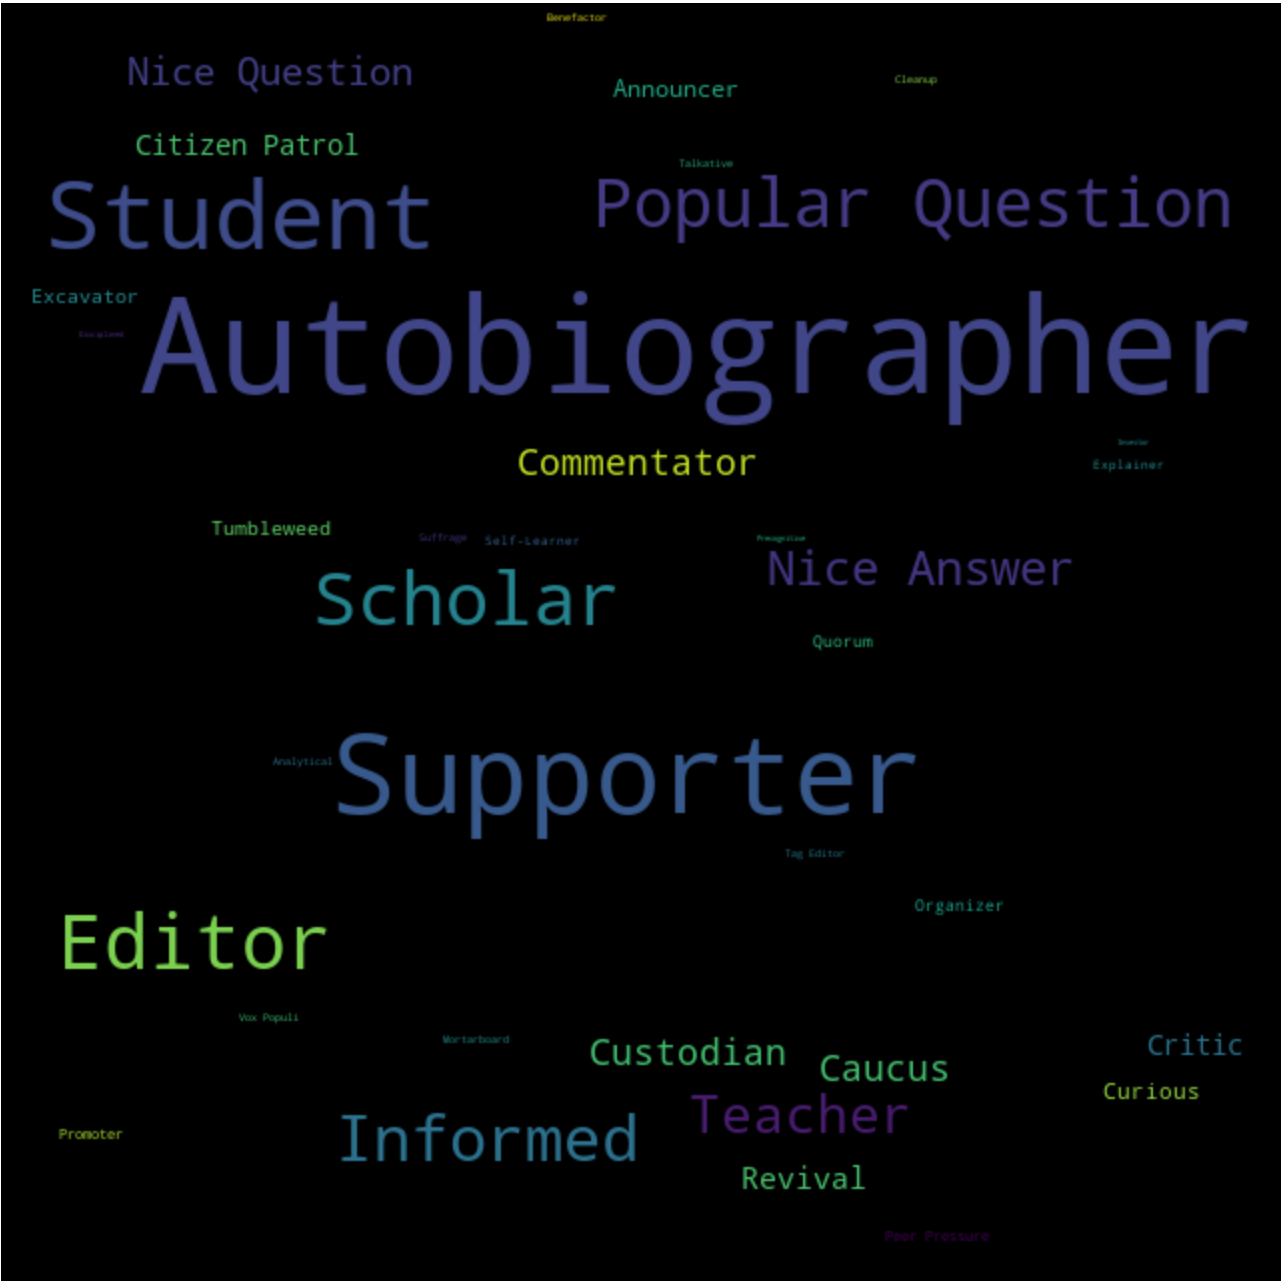 Benefactor
Nice Question
Announcer
Cleanup
Citizen Patrol
Talkative
Student
Popular Question
Excavator
Disciplined
Autobiographer
Commentator
Investor
Explainer
Tumbleweed
Suffrage
Self-Learner
Nice Answer
Scholar
Quorum
Analytical
Supporter
Tag Editor
Organizer
Editor
Vox Populi
Mortarboard
Custodian
Critic
Caucus
Curious
Teacher
Promoter
Informed
Revival
Peer Pressure